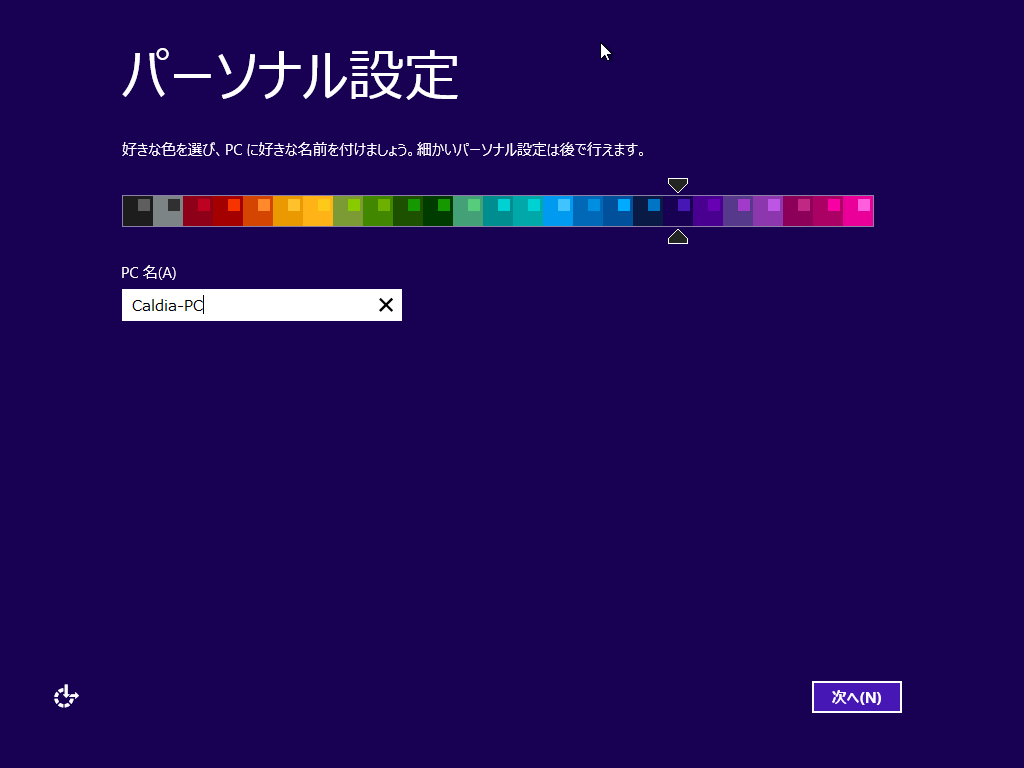 パーソナル設定
好きな色を選び、PC に好きな名前を付けましょう。細かいパーソナル設定は後で行えます。
PC 名(A)
Caldia-PC
次へ(N)